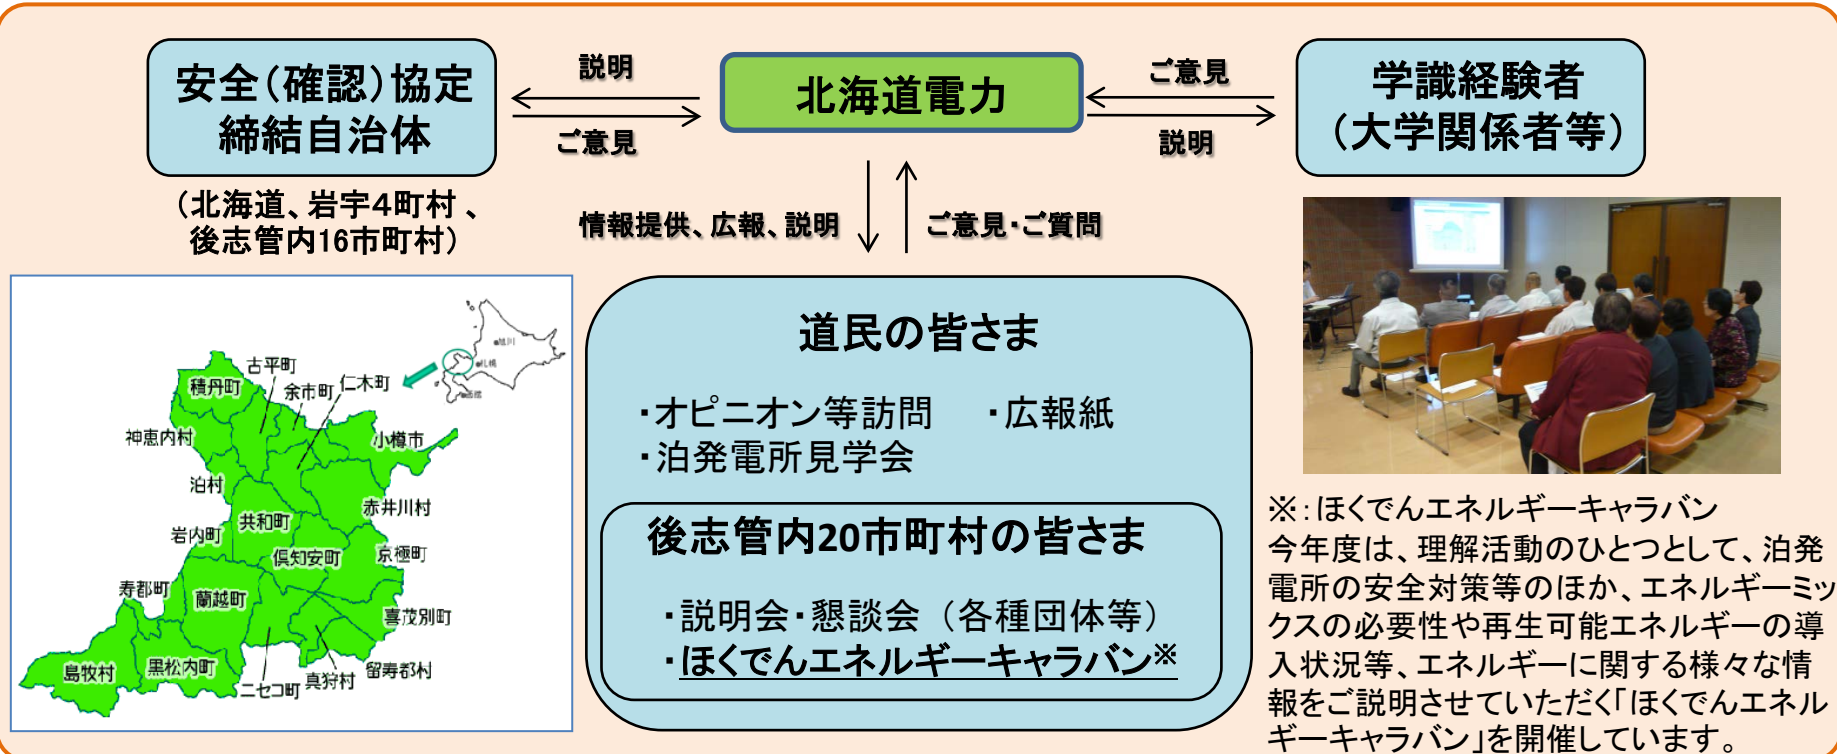 安全（確認）協定
締結自治体
（北海道、岩宇4町村 、
後志管内16市町村）
説明
ご意見
北海道電力
ご意見
説明
学識経験者
（大学関係者等）
情報提供、広報、説明
ご意見・ご質問
旭川
札幌
古平町
積丹町
余市町
仁木町
神恵内村
小樽市
泊村
赤井川村
共和町
岩内町
倶知安町
京極町
寿都町
蘭越町
喜茂別町
島牧村
黒松内町
ニセコ町
真狩村
留寿都村
道民の皆さま
・オピニオン等訪問 ・広報紙
・泊発電所見学会
後志管内20市町村の皆さま
・説明会・懇談会（各種団体等）
・ほくでんエネルギーキャラバン※
※：ほくでんエネルギーキャラバン
今年度は、理解活動のひとつとして、泊発
電所の安全対策等のほか、エネルギーミッ
クスの必要性や再生可能エネルギーの導
入状況等、エネルギーに関する様々な情
報をご説明させていただく「ほくでんエネル
ギーキャラバン」を開催しています。